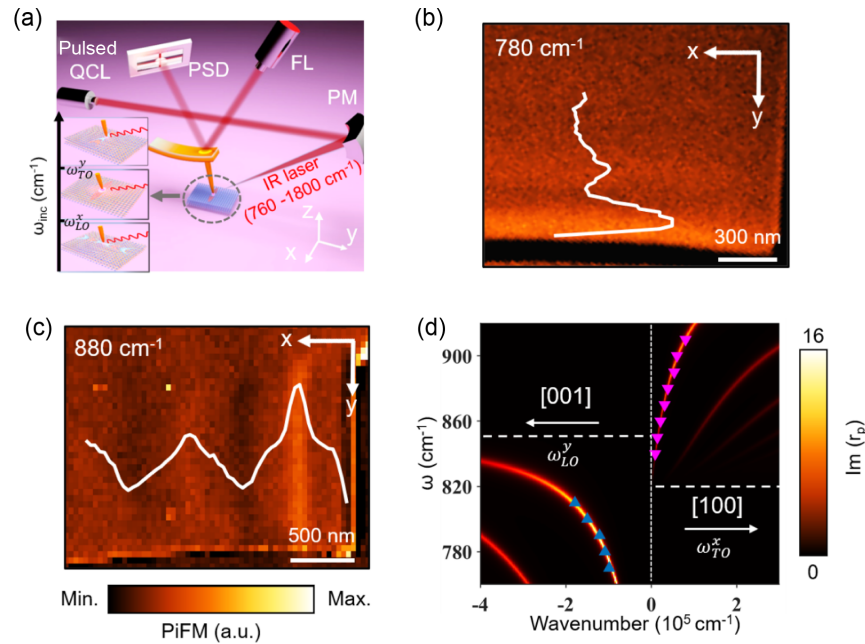 (a)
Pulsed
QCL
PSD
FL
PM
ω_inc (cm⁻¹)
ω_TO^y
ω_LO^x
IR laser
(760 -1800 cm⁻¹)
z
y
x
(b)
780 cm⁻¹
x
y
300 nm
(c)
880 cm⁻¹
x
y
500 nm
Min.
Max.
PiFM (a.u.)
(d)
ω (cm⁻¹)
900
860
820
780
[001]
ω_LO^y
[100]
ω_TO^x
-4
-2
0
2
Wavenumber (10⁵ cm⁻¹)
16
0
Im (r_p)